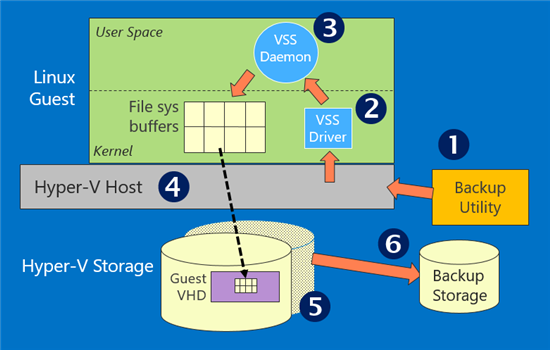 User Space
3
VSS
Daemon
Linux
Guest
File sys
buffers
2
VSS
Driver
Kernel
1
Hyper-V Host
4
Backup
Utility
6
Hyper-V Storage
Guest
VHD
5
Backup
Storage